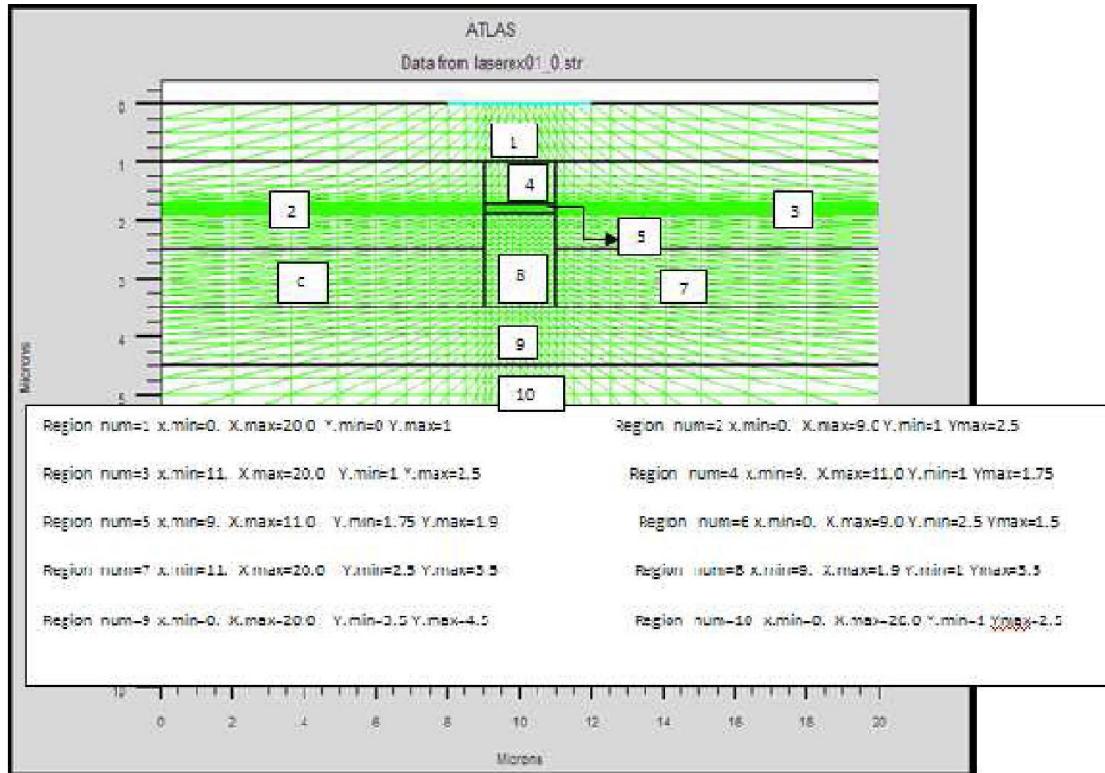 ATLAS
Data from laserex01_0.str
0
1
1
4
2
3
2
5
2
3
8
C
7
4
9
Microns
10
5
Region num=1 x.min=0. X.max=20.0 Y.min=0 Y.max=1
Region num=2 x.min=0. X.max=9.0 Y.min=1 Ymax=2.5
Region num=3 x.min=11. X.max=20.0 Y.min=1 Y.max=2.5
Region num=4 x.min=9. X.max=11.0 Y.min=1 Ymax=1.75
Region num=5 x.min=9. X.max=11.0 Y.min=1.75 Y.max=1.9
Region num=6 x.min=0. X.max=9.0 Y.min=2.5 Ymax=1.5
Region num=7 x.min=11. X.max=20.0 Y.min=2.5 Y.max=3.5
Region num=8 x.min=9. X.max=1.9 Y.min=1 Ymax=3.5
Region num=9 x.min=0. X.max=20.0 Y.min=3.5 Y.max=4.5
Region num=10 x.min=0. X.max=20.0 Y.min=1 Ymax=2.5
10
0 2 4 6 8 10 12 14 16 18 20
Microns